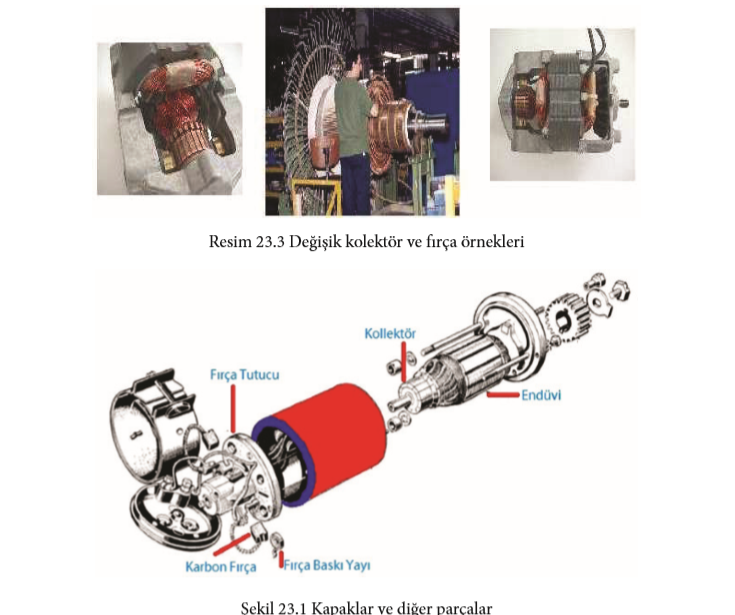 Resim 23.3 Değişik kolektör ve fırça örnekleri
Kollektör
Fırça Tutucu
Endüvi
Karbon Fırça
Fırça Baskı Yayı
Şekil 23.1 Kapaklar ve diğer parçalar